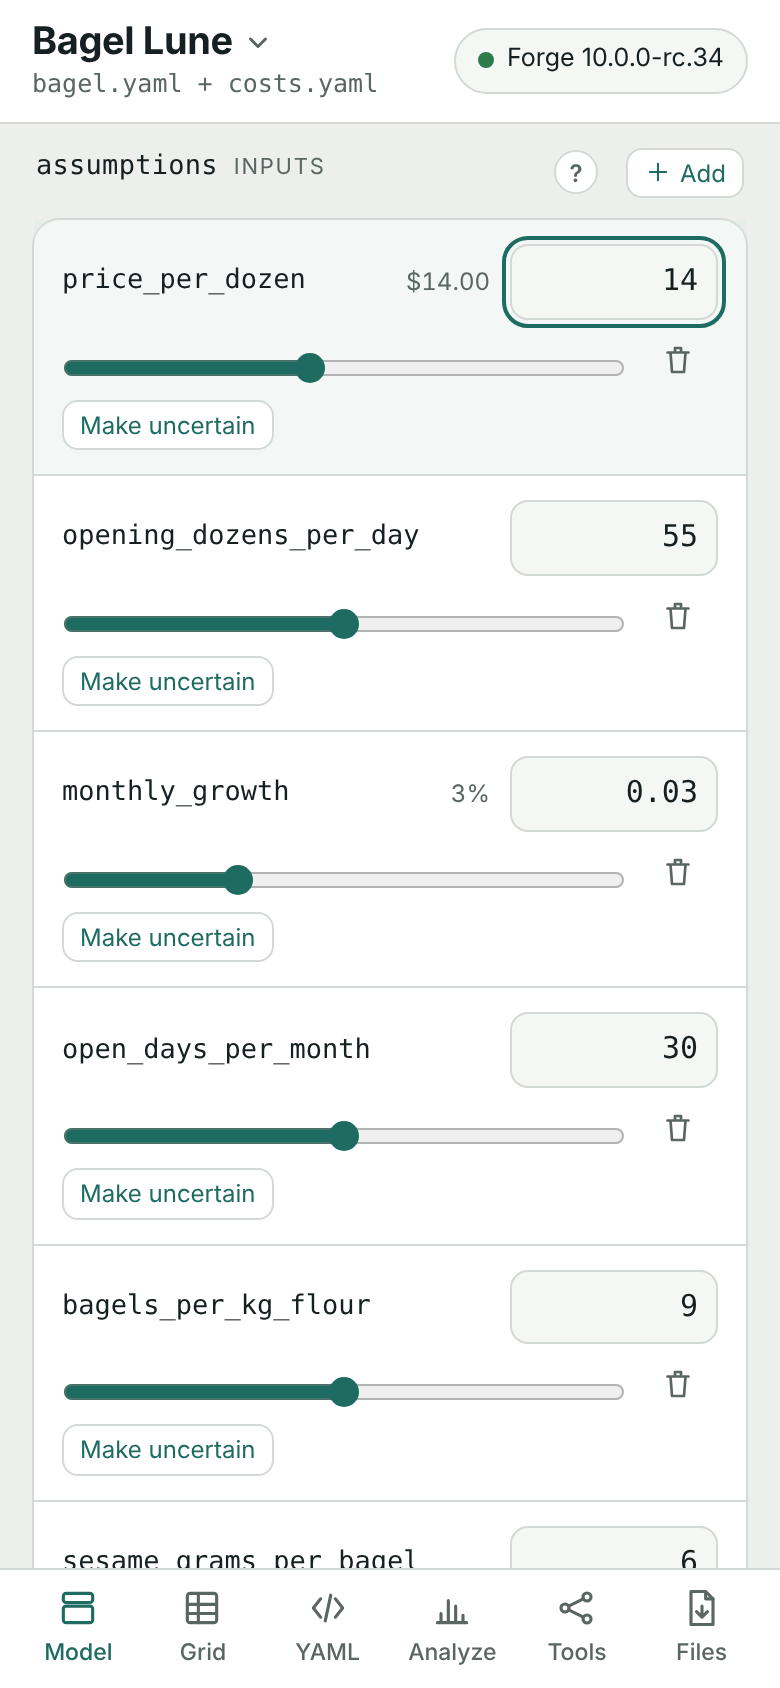 Bagel Lune
bagel.yaml + costs.yaml
Forge 10.0.0-rc.34
assumptions INPUTS
?
+ Add
price_per_dozen $14.00 14
Make uncertain
opening_dozens_per_day 55
Make uncertain
monthly_growth 3% 0.03
Make uncertain
open_days_per_month 30
Make uncertain
bagels_per_kg_flour 9
Make uncertain
sesame_grams_per_bagel 6
Model Grid YAML Analyze Tools Files